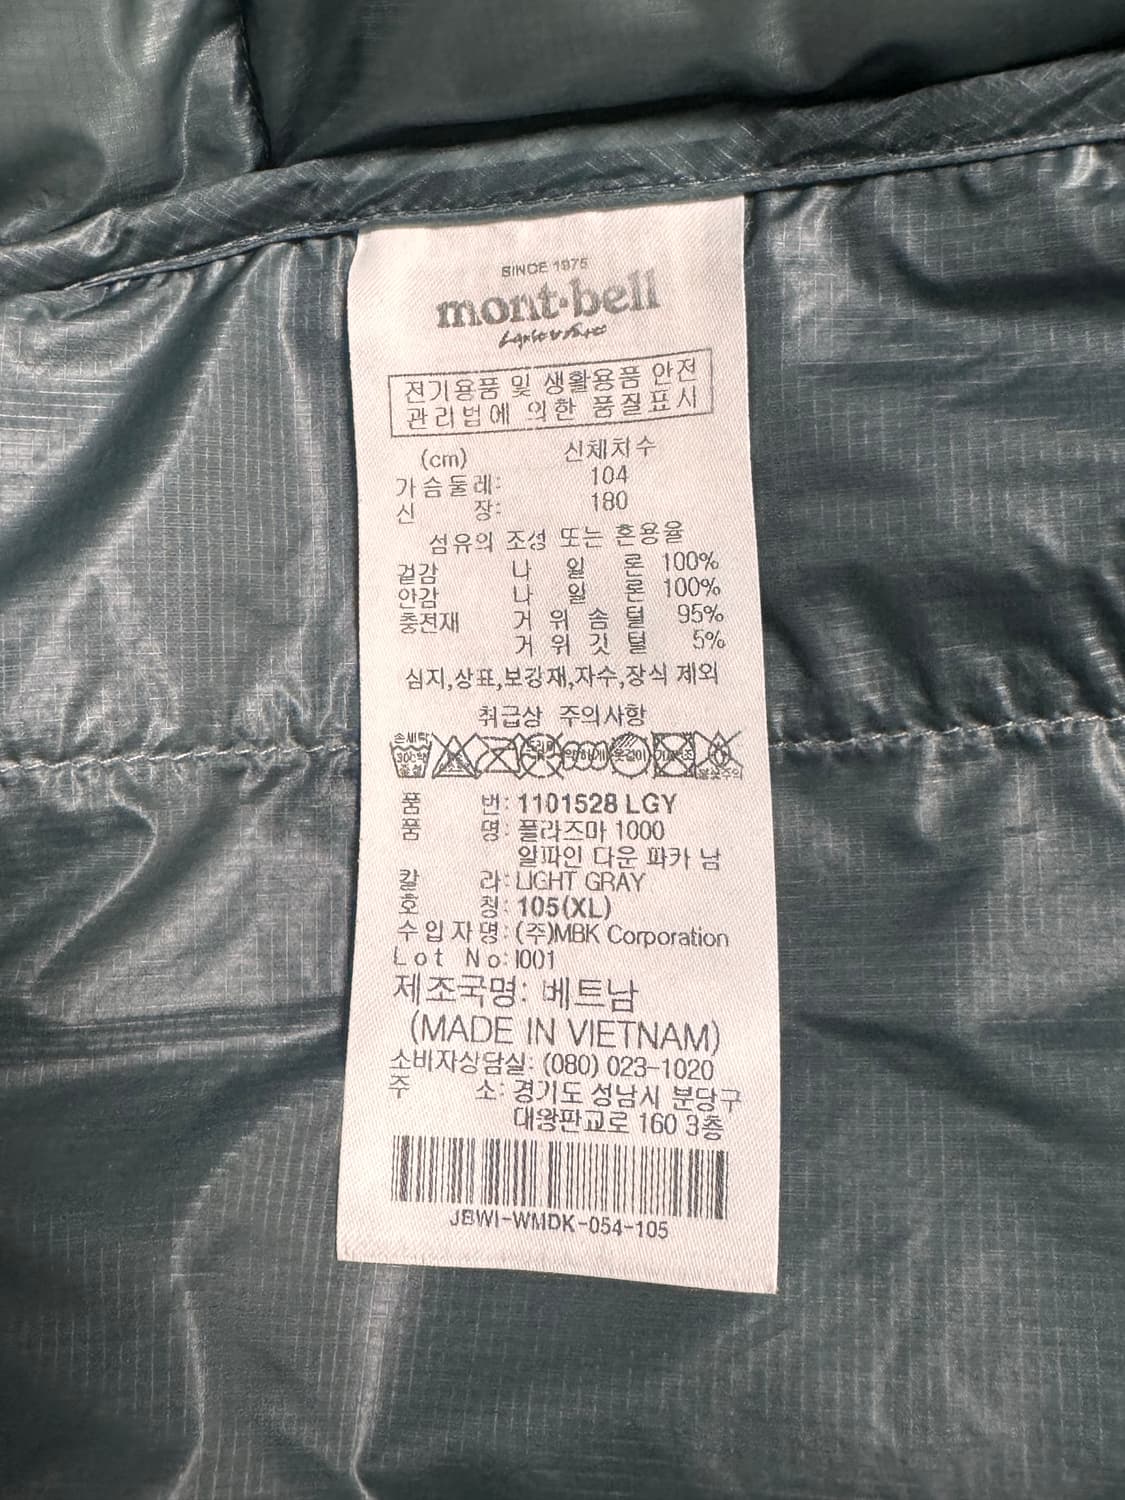 SINCE 1975
mont-bell
전기용품 및 생활용품 안전
관리법에 의한 품질표시
(cm) 신체치수
가슴둘레: 104
신 장: 180
섬유의 조성 또는 혼용율
겉감 나 일 론 100%
안감 나 일 론 100%
충전재 거 위 솜 털 95%
거 위 깃 털 5%
심지,상표,보강재,자수,장식 제외
취급상 주의사항
손세탁
품 번: 1101528 LGY
품 명: 플라즈마 1000
알파인 다운 파카 남
칼 라: LIGHT GRAY
호 칭: 105(XL)
수입자명: (주)MBK Corporation
Lot No: I001
제조국명: 베트남
(MADE IN VIETNAM)
소비자상담실: (080) 023-1020
주 소: 경기도 성남시 분당구
대왕판교로 160 3층
JBWI-WMDK-054-105